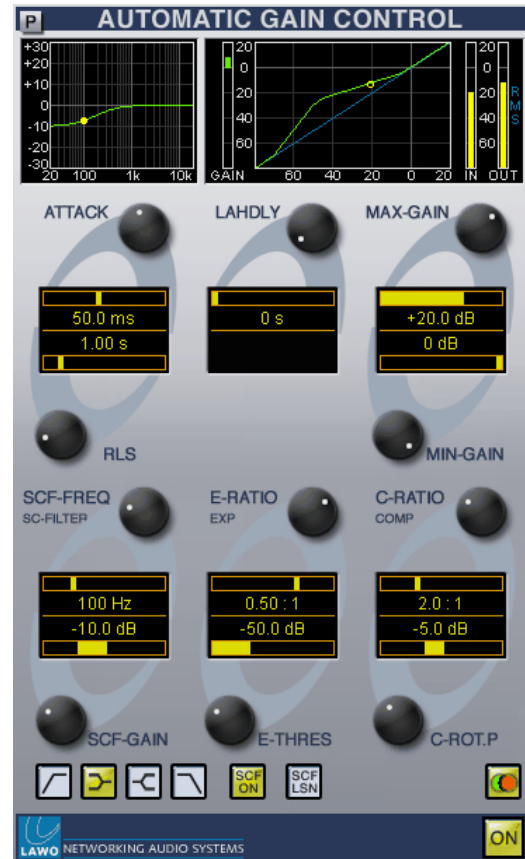 P AUTOMATIC GAIN CONTROL
+30
+20
+10
0
-10
-20
-30
20 100 1k 10k
20
0
20
40
60
GAIN 60 40 20 0 20
20
0
20
40
60
IN OUT
RMS
ATTACK LAHDLY MAX-GAIN
50.0 ms 0 s +20.0 dB
1.00 s 0 dB
RLS MIN-GAIN
SCF-FREQ E-RATIO C-RATIO
SC-FILTER EXP COMP
100 Hz 0.50 : 1 2.0 : 1
-10.0 dB -50.0 dB -5.0 dB
SCF-GAIN E-THRES C-ROT.P
SCF ON SCF LSN
LAWO NETWORKING AUDIO SYSTEMS ON